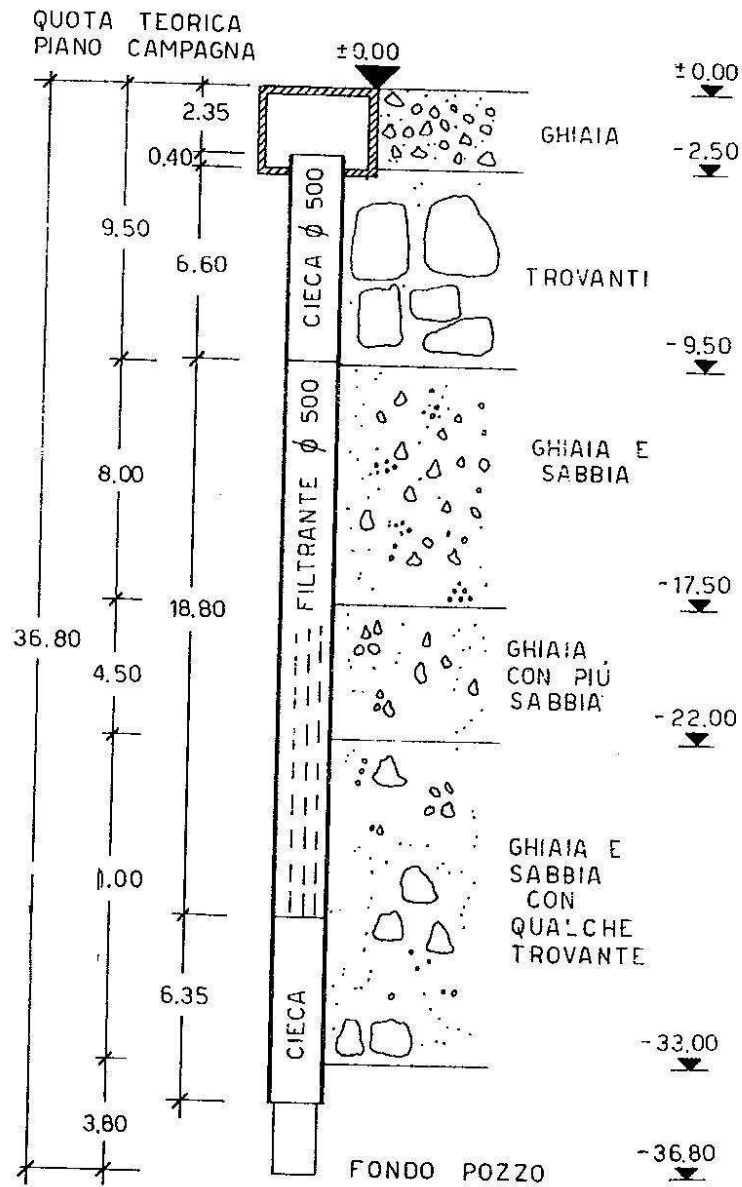 QUOTA TEORICA
PIANO CAMPAGNA
±0.00
±0.00
2.35
GHIAIA
0.40
-2.50
9.50
6.60
CIECA ϕ 500
TROVANTI
-9.50
FILTRANTE ϕ 500
GHIAIA E
SABBIA
8.00
-17.50
18.80
36.80
4.50
GHIAIA
CON PIÚ
SABBIA
-22.00
GHIAIA E
SABBIA
CON
QUALCHE
TROVANTE
6.35
CIECA
-33.00
3.80
FONDO POZZO
-36.80